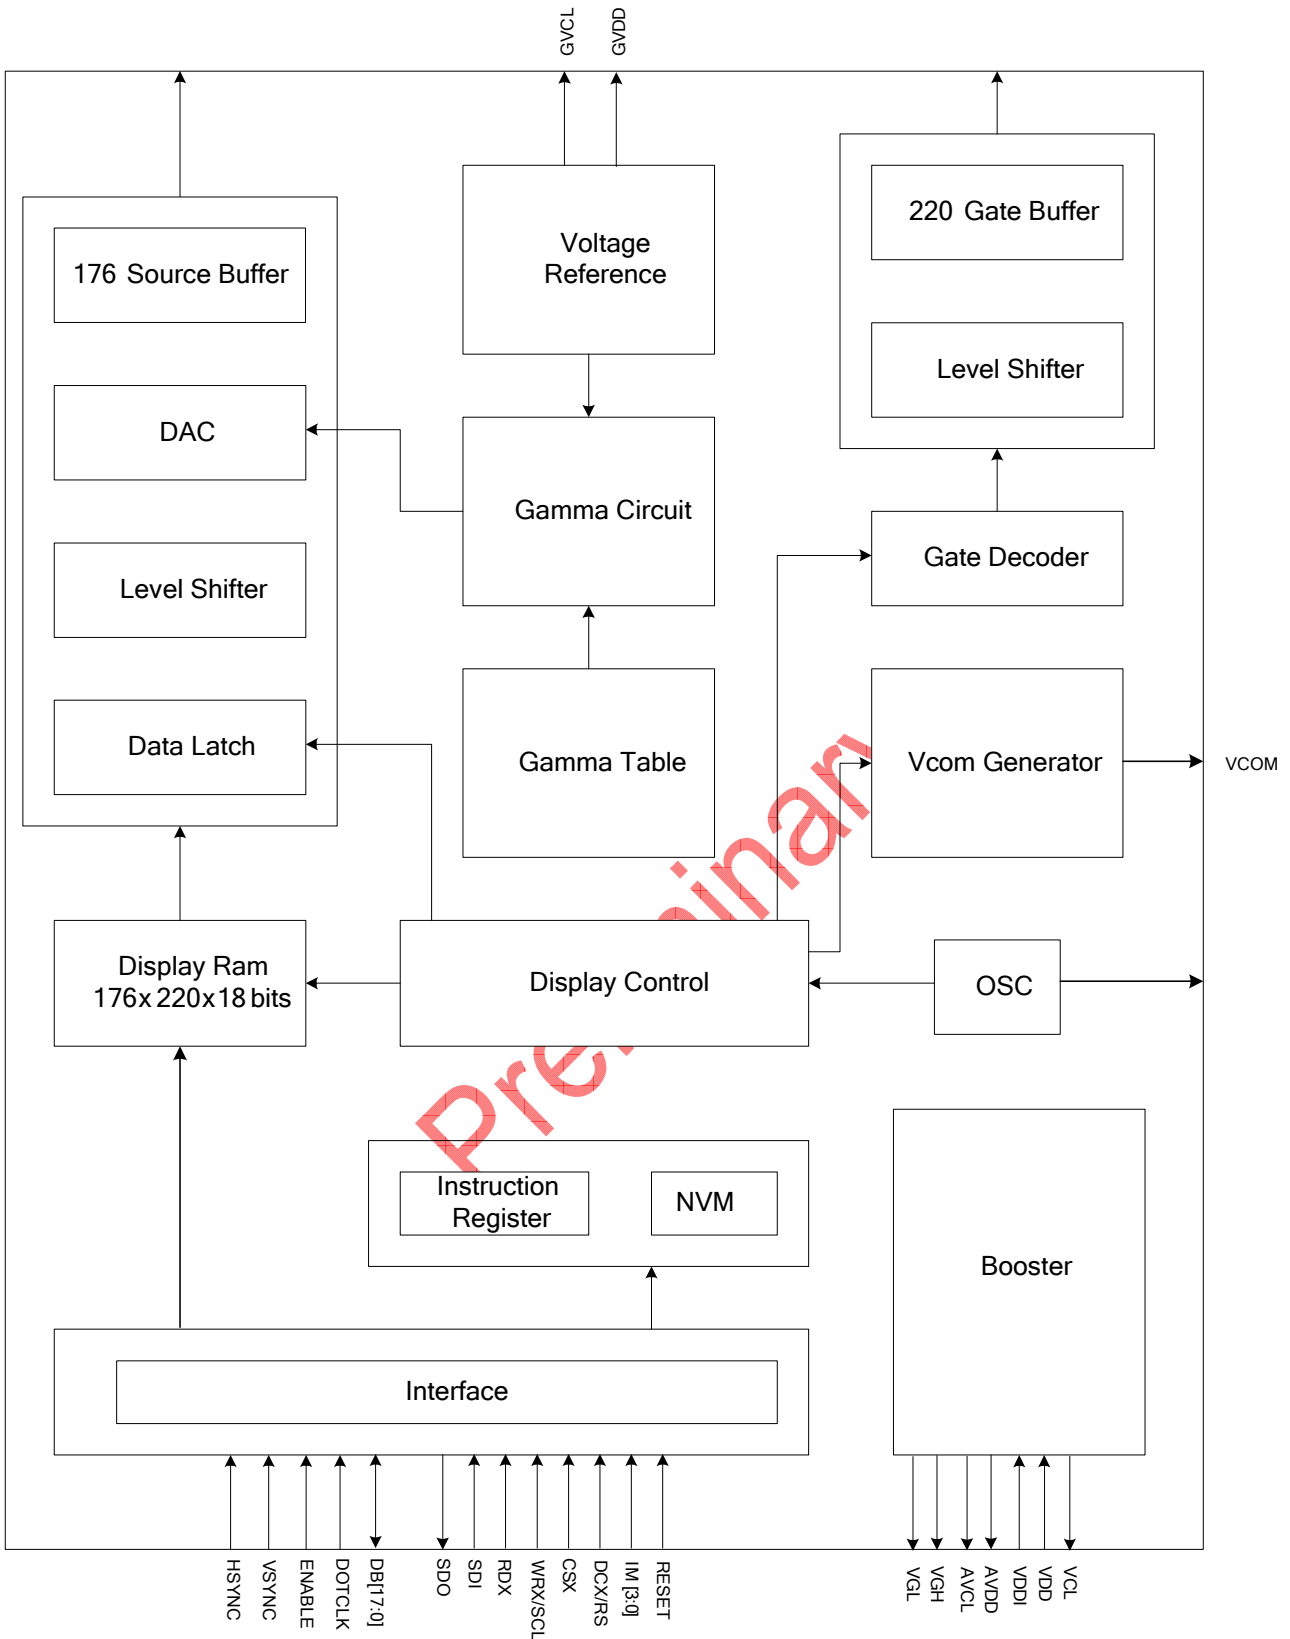 GVCL
GVDD
220 Gate Buffer
Voltage
Reference
176 Source Buffer
Level Shifter
DAC
Gamma Circuit
Gate Decoder
Level Shifter
Data Latch
Gamma Table
Vcom Generator
VCOM
Display Ram
176x 220x18 bits
Display Control
OSC
Preliminary
Instruction
Register
NVM
Booster
Interface
HSYNC
VSYNC
ENABLE
DOTCLK
DB[17:0]
SDO
SDI
RDX
WRX/SCL
CSX
DCX/RS
IM [3:0]
RESET
VGL
VGH
AVCL
AVDD
VDDI
VDD
VCL